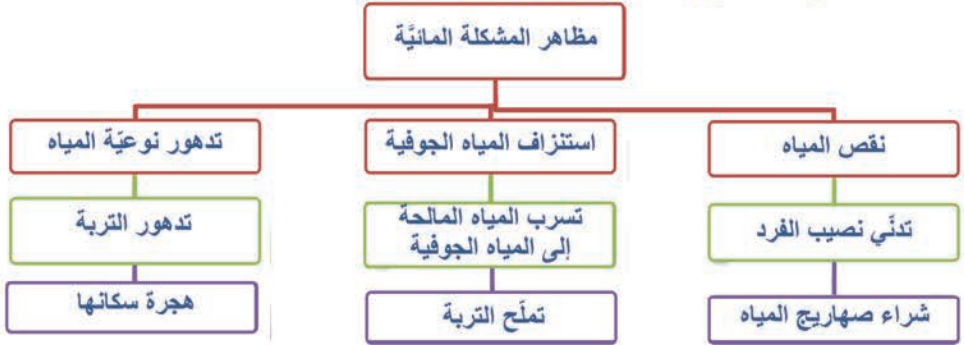 مظاهر المشكلة المائيَّة
نقص المياه
استنزاف المياه الجوفية
تدهور نوعيّة المياه
تدنّي نصيب الفرد
تسرب المياه المالحة
إلى المياه الجوفية
تدهور التربة
شراء صهاريج المياه
تملّح التربة
هجرة سكانها